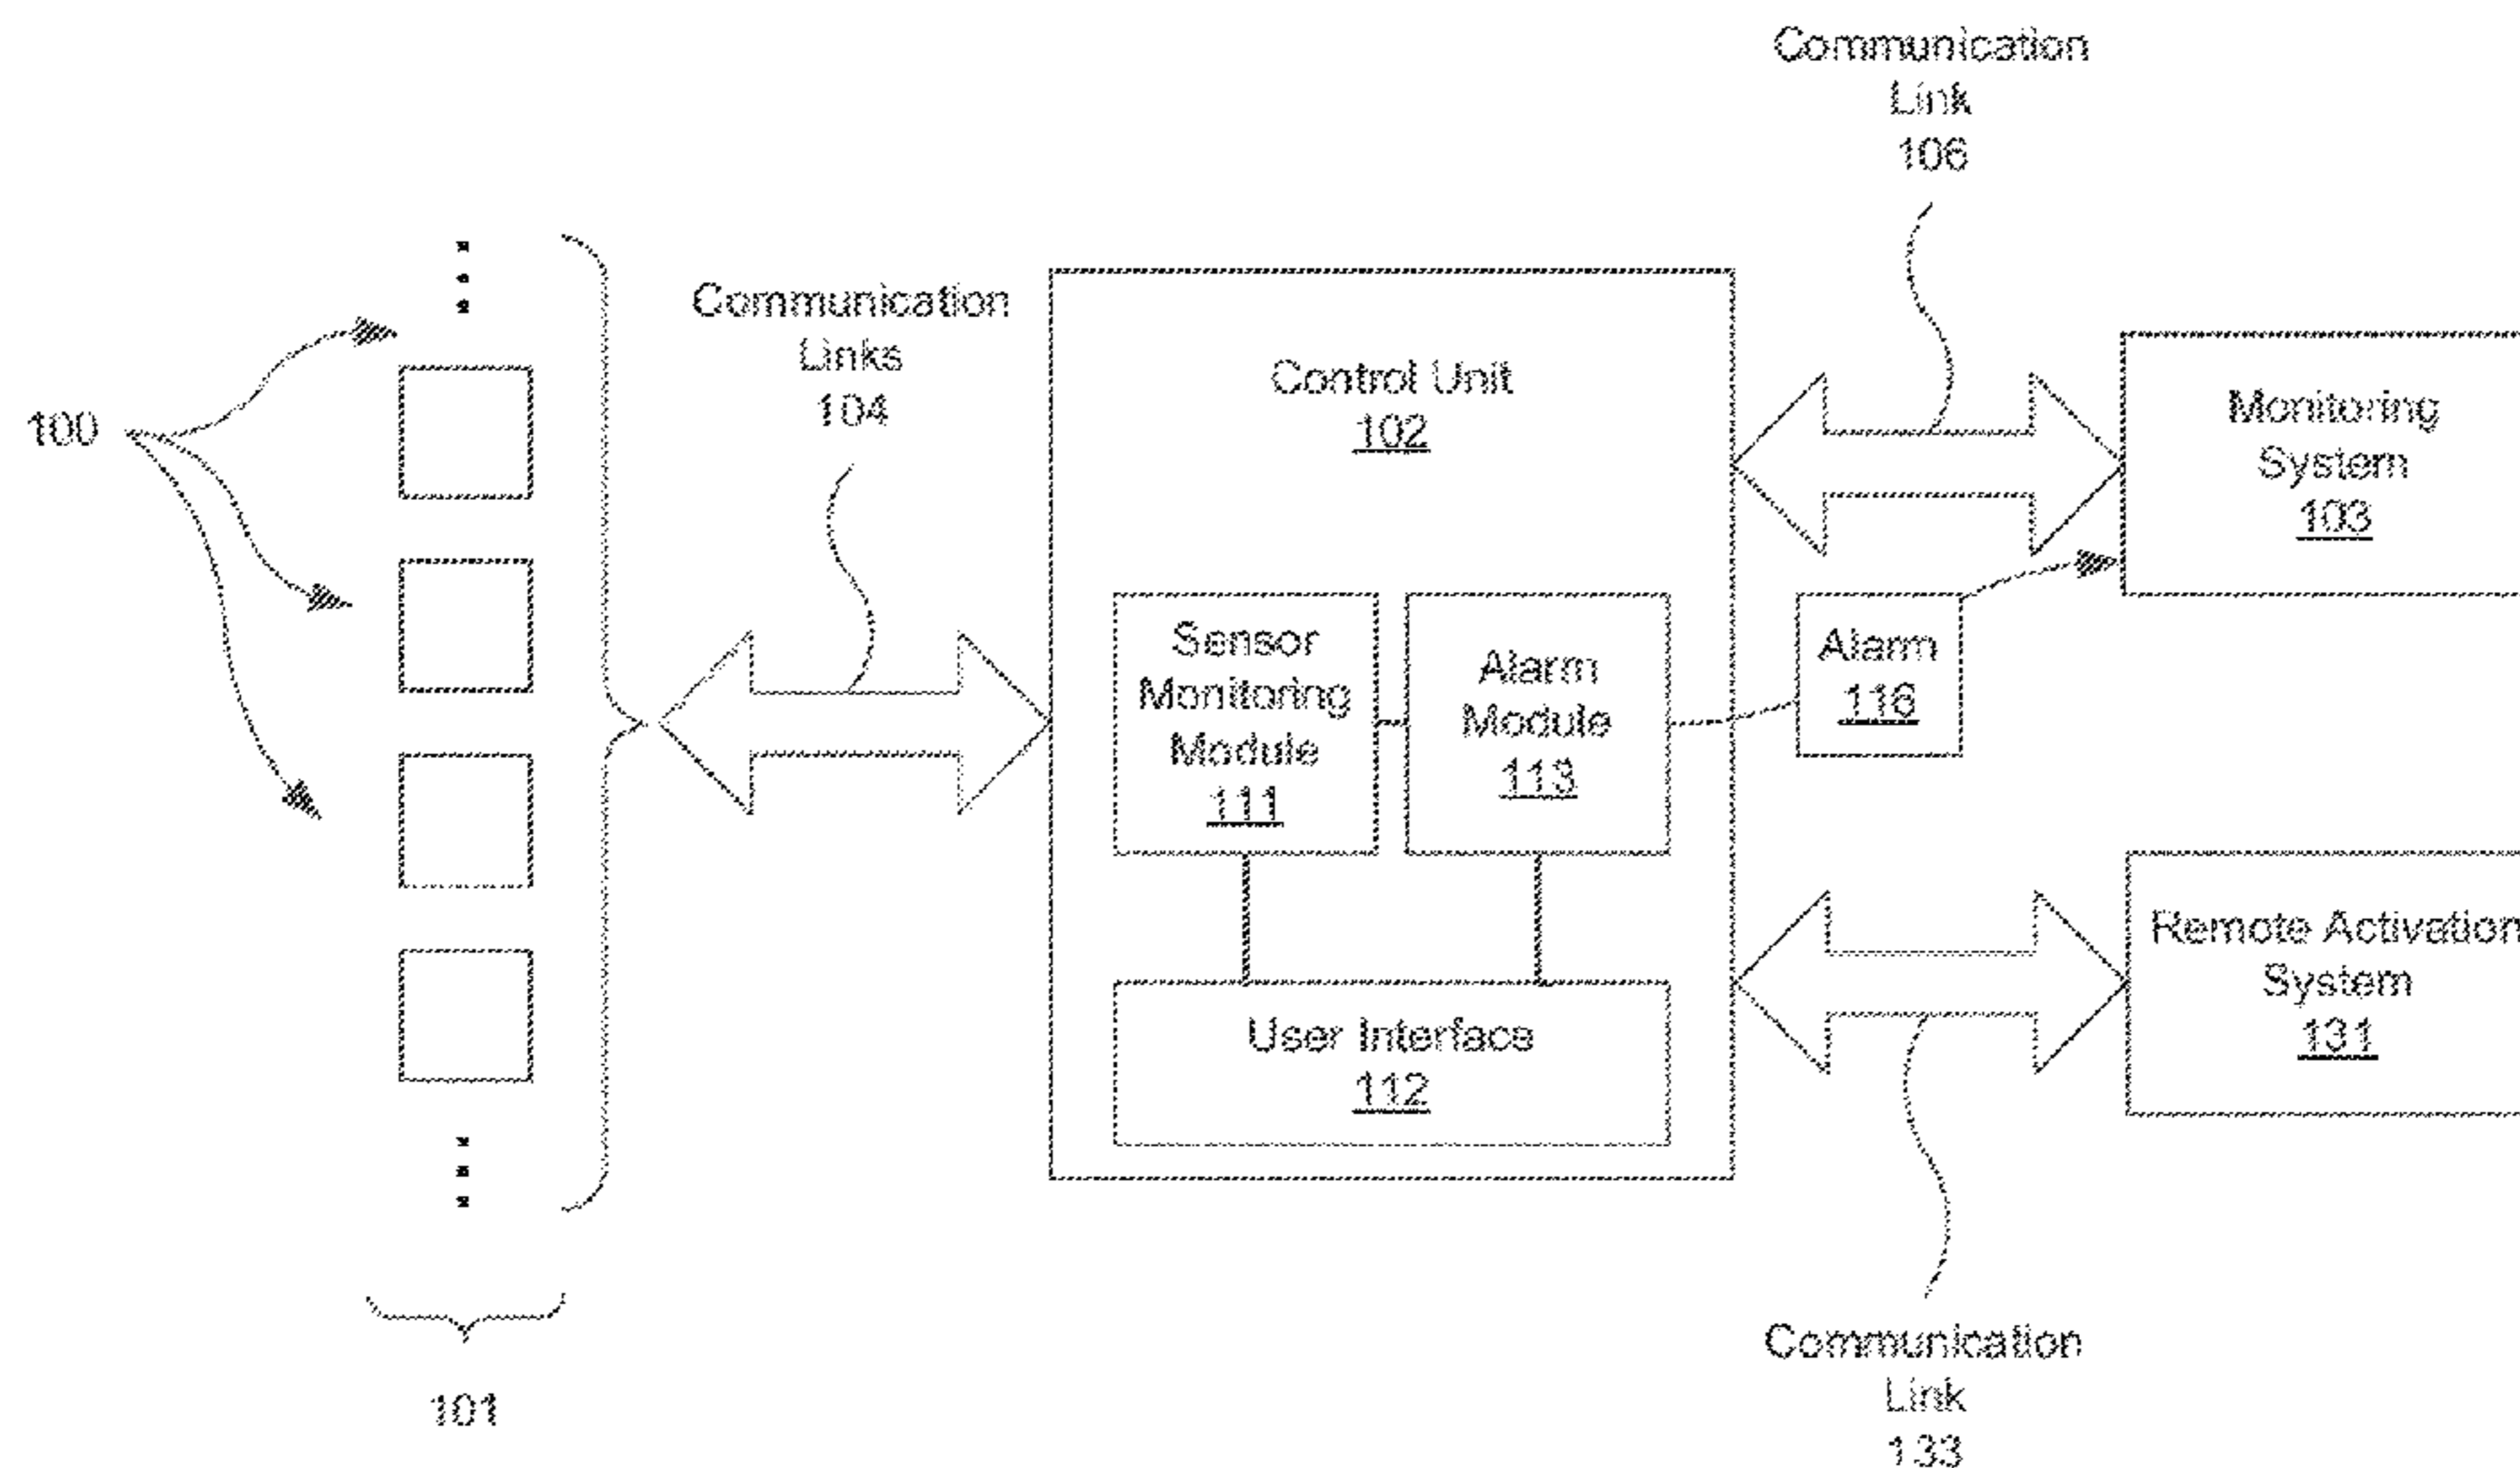 Communication
Link
106
Communication
Links
104
100
Control Unit
102
Monitoring
System
103
Sensor
Monitoring
Module
111
Alarm
Module
113
Alarm
116
Remote Activation
System
131
User Interface
112
Communication
Link
133
101